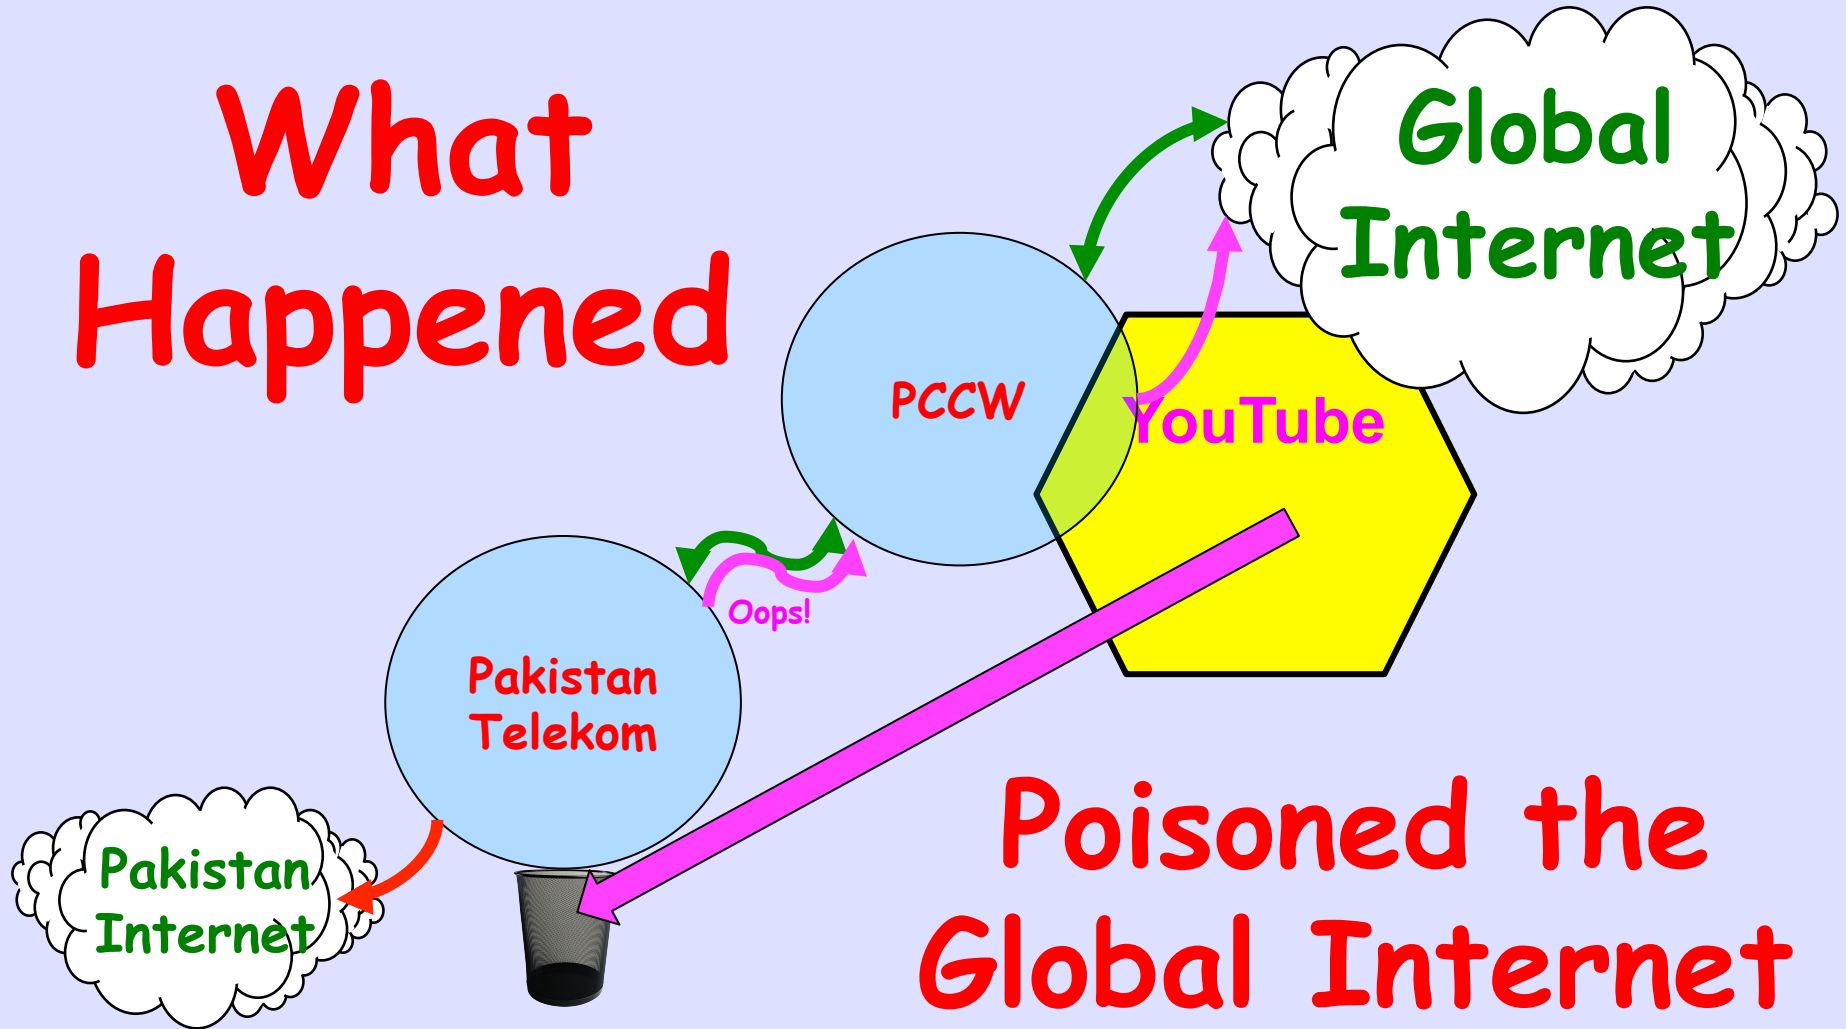 What
Happened
Global
Internet
PCCW
YouTube
Oops!
Pakistan
Telekom
Pakistan
Internet
Poisoned the
Global Internet